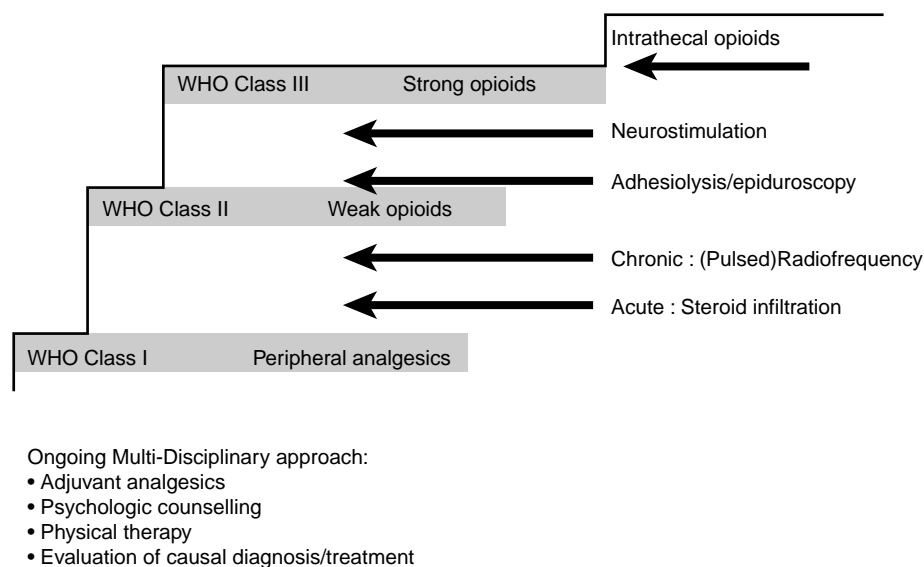 Intrathecal opioids
WHO Class III Strong opioids
Neurostimulation
Adhesiolysis/epiduroscopy
WHO Class II Weak opioids
Chronic : (Pulsed)Radiofrequency
Acute : Steroid infiltration
WHO Class I Peripheral analgesics
Ongoing Multi-Disciplinary approach:
• Adjuvant analgesics
• Psychologic counselling
• Physical therapy
• Evaluation of causal diagnosis/treatment